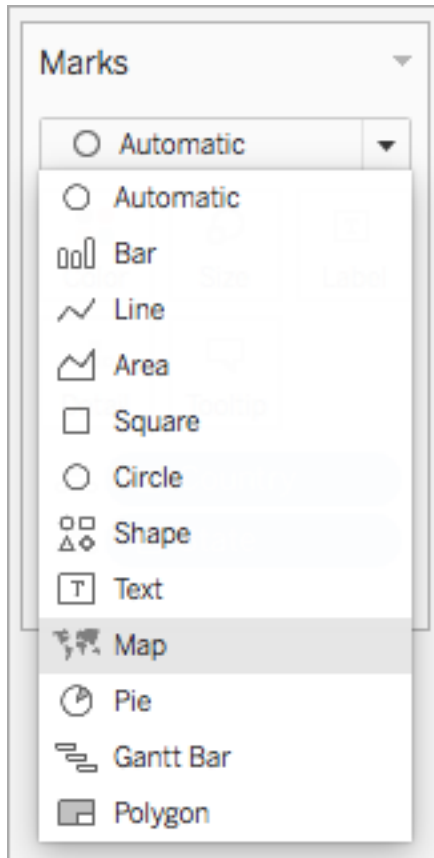 Marks
Automatic
Automatic
Bar
Line
Area
Square
Circle
Shape
Text
Map
Pie
Gantt Bar
Polygon